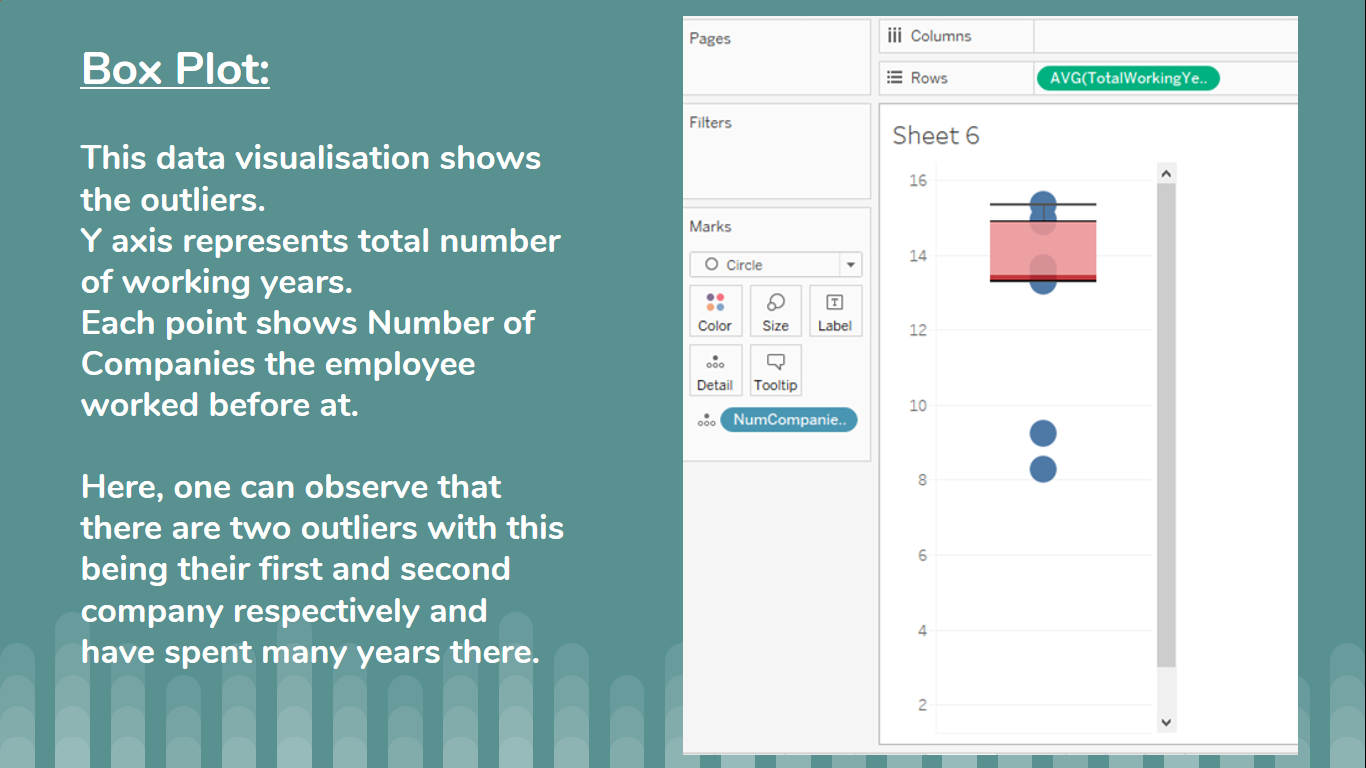 Box Plot:
This data visualisation shows
the outliers.
Y axis represents total number
of working years.
Each point shows Number of
Companies the employee
worked before at.
Here, one can observe that
there are two outliers with this
being their first and second
company respectively and
have spent many years there.
Pages
Filters
Marks
Circle
Color
Size
Label
Detail
Tooltip
NumCompanie..
Columns
Rows
AVG(TotalWorkingYe..
Sheet 6
16
14
12
10
8
6
4
2